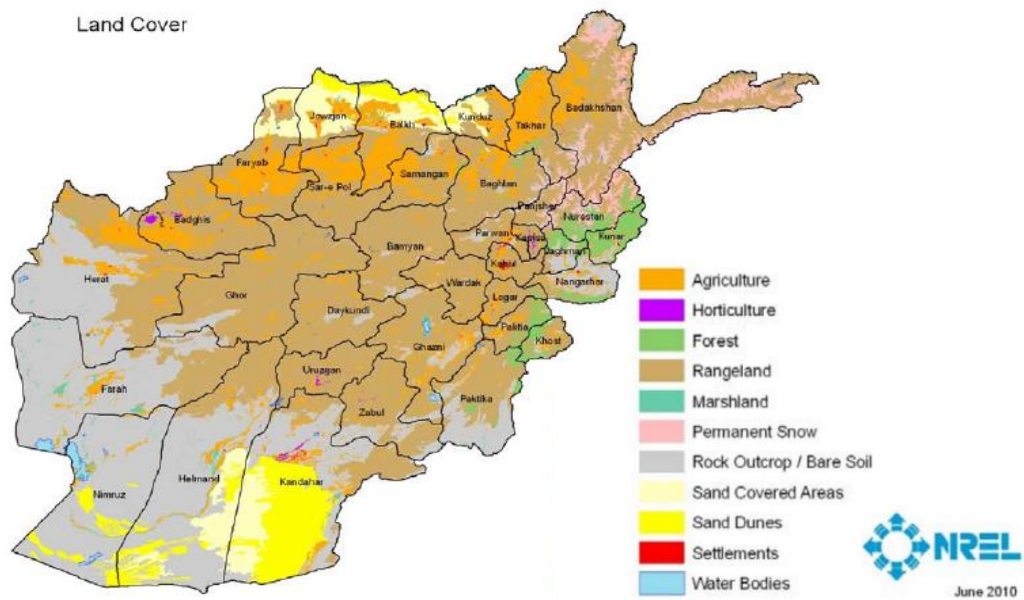 Land Cover
Jowzjan
Balkh
Kunduz
Takhar
Badakhshan
Faryab
Sar-e Pol
Samangan
Baghlan
Panjsher
Nurestan
Badghis
Bamyan
Parwan
Kapisa
Laghman
Kunar
Kabul
Herat
Ghor
Wardak
Nangarhar
Daykundi
Logar
Ghazni
Paktia
Khost
Uruzgan
Farah
Zabul
Paktika
Helmand
Kandahar
Nimruz
Agriculture
Horticulture
Forest
Rangeland
Marshland
Permanent Snow
Rock Outcrop / Bare Soil
Sand Covered Areas
Sand Dunes
Settlements
Water Bodies
NREL
June 2010